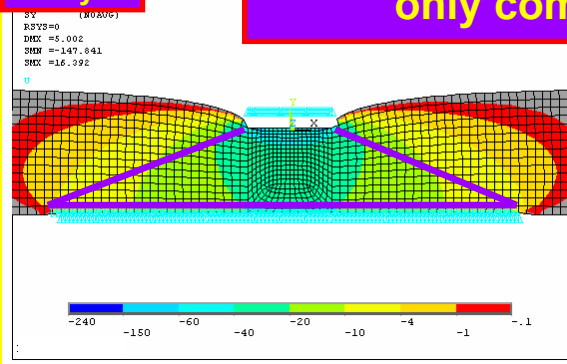 only com
SY (NOAVG)
RSYS=0
DMX =5.002
SMN =-147.841
SMX =16.392
U
Y
X
-240 -150 -60 -40 -20 -10 -4 -1 -.1